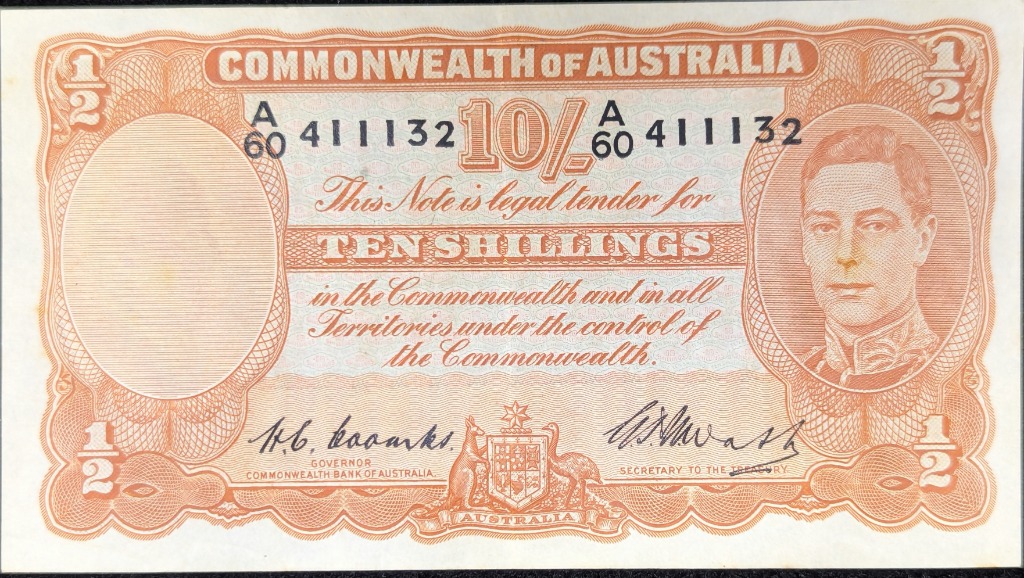 COMMONWEALTH OF AUSTRALIA
1/2
1/2
A/60 411132 10/- A/60 411132
This Note is legal tender for
TEN SHILLINGS
in the Commonwealth and in all
Territories under the control of
the Commonwealth.
H.C. Coombs.
GOVERNOR
COMMONWEALTH BANK OF AUSTRALIA.
SECRETARY TO THE TREASURY
AUSTRALIA
1/2
1/2